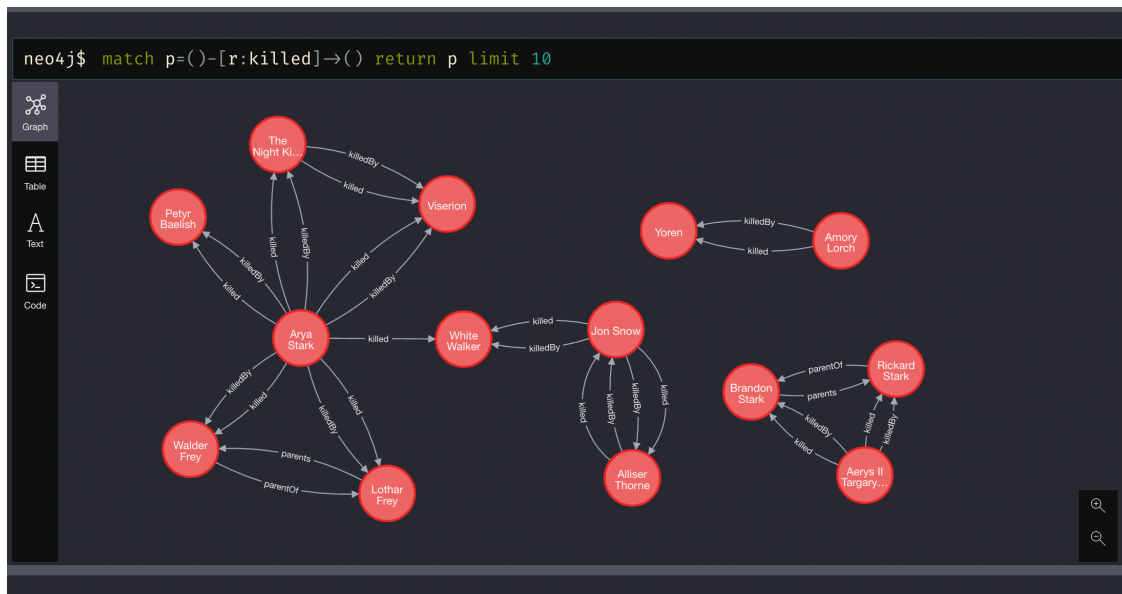 neo4j$ match p=()-[r:killed]->() return p limit 10
Graph
Table
Text
Code
The
Night Ki...
killedBy
killed
Viserion
Petyr
Baelish
killedBy
killed
killed
killedBy
killed
killedBy
Arya
Stark
killed
White
Walker
killed
killedBy
Jon Snow
killed
killedBy
killedBy
killed
Alliser
Thorne
killedBy
killed
killedBy
killed
Walder
Frey
parents
parentOf
Lothar
Frey
Yoren
killedBy
killed
Amory
Lorch
Brandon
Stark
parentOf
parents
Rickard
Stark
killedBy
killed
killed
killedBy
Aerys II
Targary...